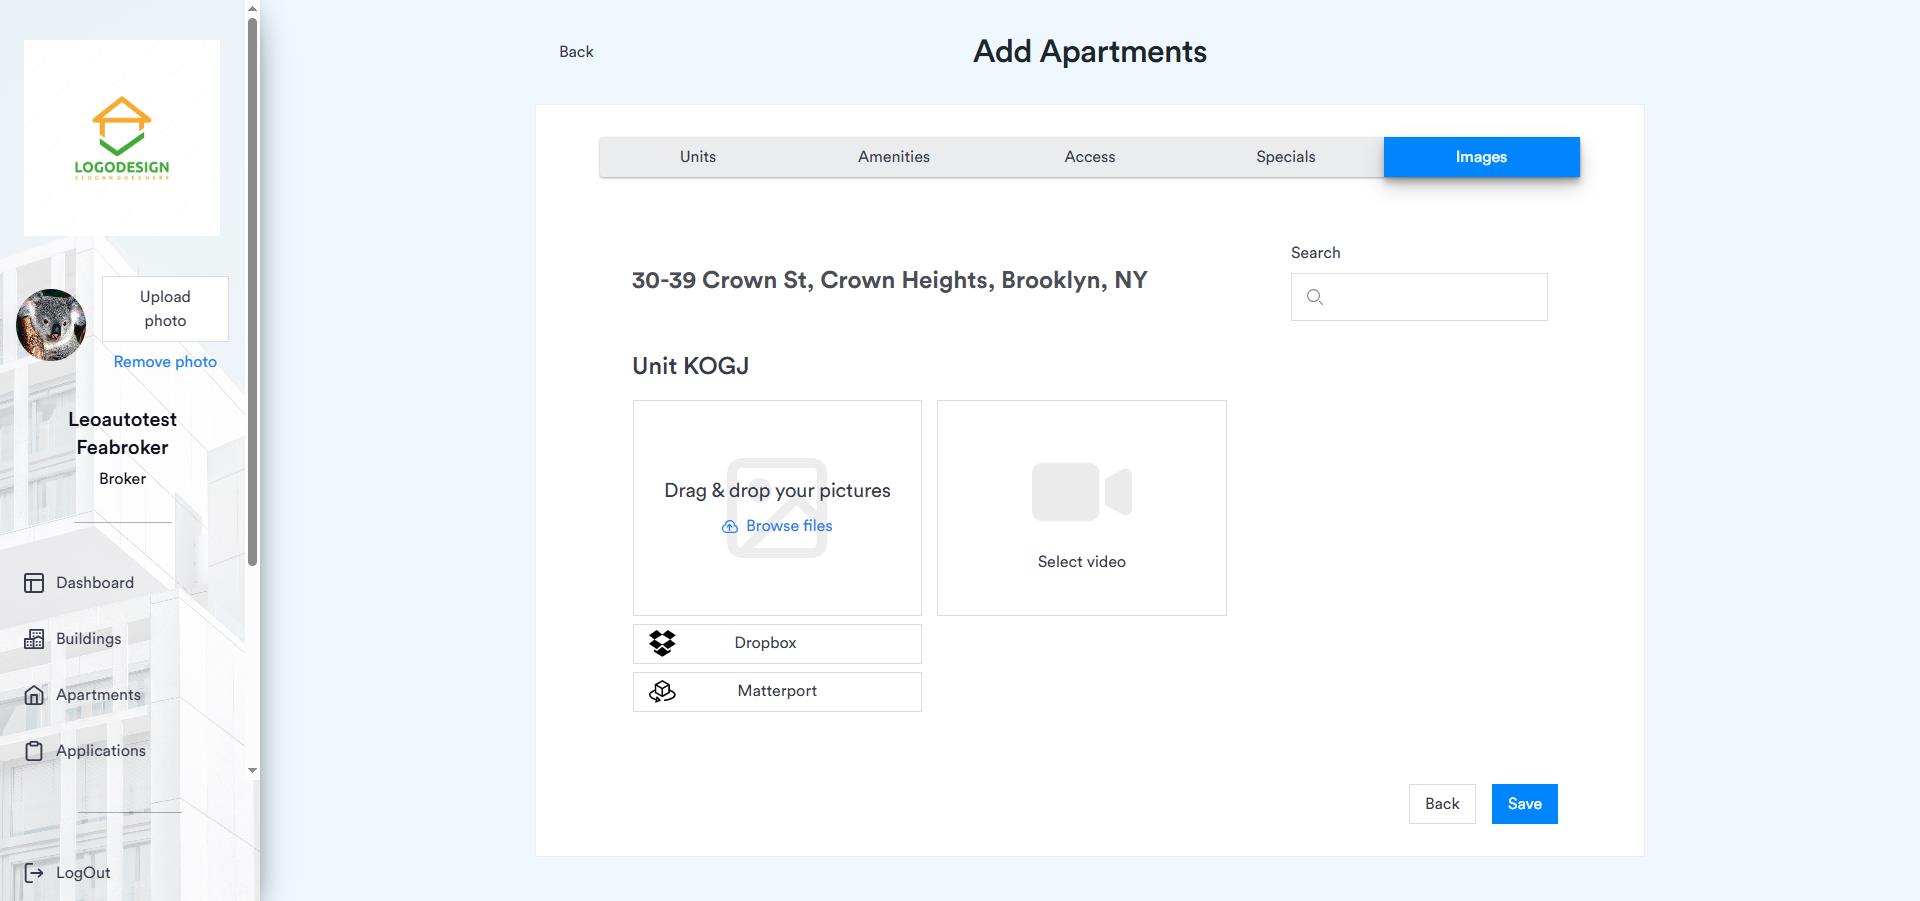 LOGODESIGN
SLOGAN GOES HERE
Upload
photo
Remove photo
Leoautotest
Feabroker
Broker
Dashboard
Buildings
Apartments
Applications
LogOut
Back
Add Apartments
Units
Amenities
Access
Specials
Images
30-39 Crown St, Crown Heights, Brooklyn, NY
Search
Unit KOGJ
Drag & drop your pictures
Browse files
Select video
Dropbox
Matterport
Back
Save